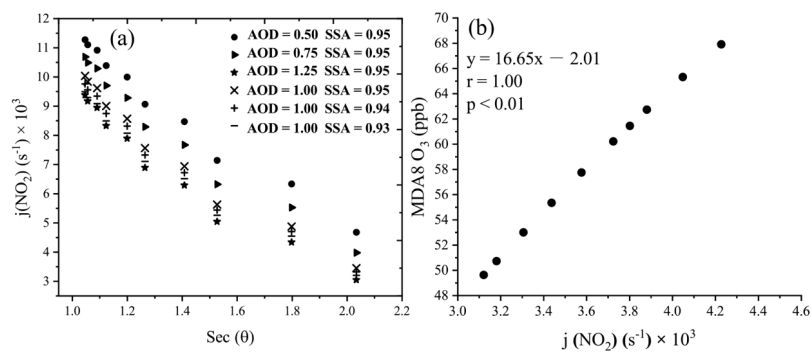 (a)
AOD = 0.50 SSA = 0.95
AOD = 0.75 SSA = 0.95
AOD = 1.25 SSA = 0.95
AOD = 1.00 SSA = 0.95
AOD = 1.00 SSA = 0.94
AOD = 1.00 SSA = 0.93
j(NO₂) (s⁻¹) × 10³
11
10
9
8
7
6
5
4
3
1.0 1.2 1.4 1.6 1.8 2.0 2.2
Sec (θ)
(b)
y = 16.65x − 2.01
r = 1.00
p < 0.01
MDA8 O₃ (ppb)
70
68
66
64
62
60
58
56
54
52
50
48
3.0 3.2 3.4 3.6 3.8 4.0 4.2 4.4 4.6
j (NO₂) (s⁻¹) × 10³